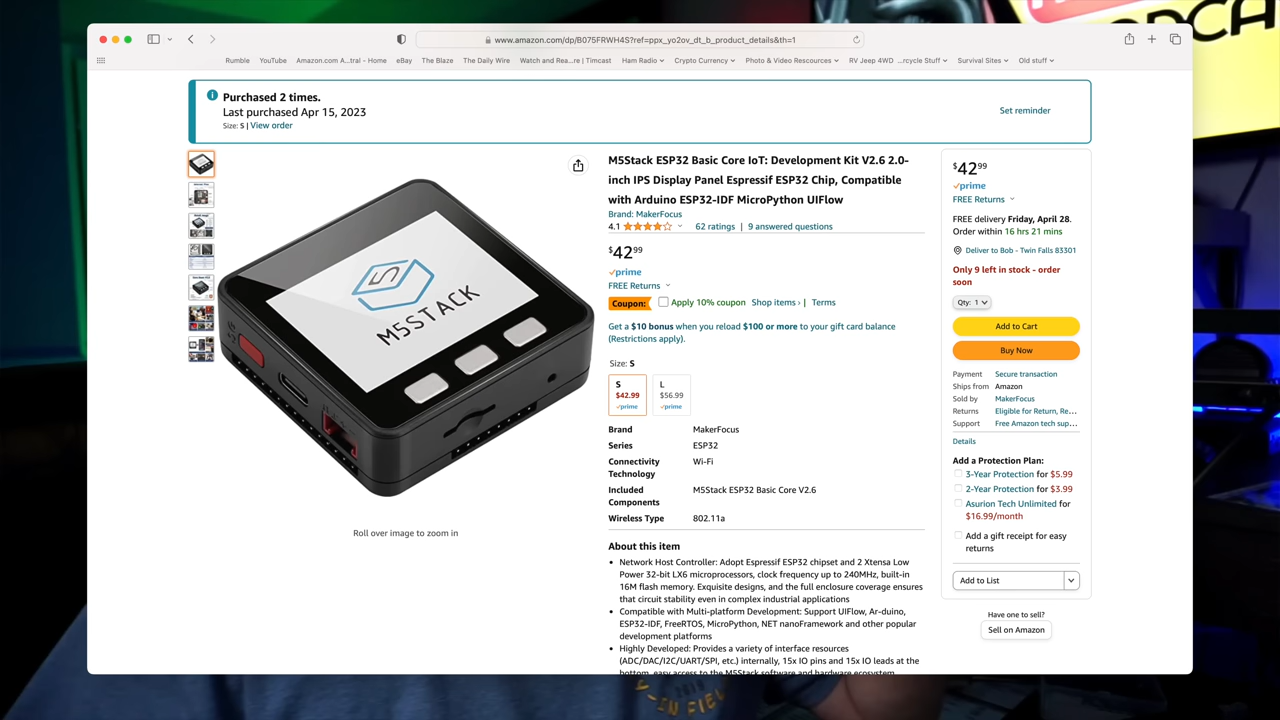 www.amazon.com/dp/B075FRWH4S?ref=ppx_yo2ov_dt_b_product_details&th=1
Rumble YouTube Amazon.com A...tral - Home eBay The Blaze The Daily Wire Watch and Rea...re | Timcast Ham Radio Crypto Currency Photo & Video Rescources RV Jeep 4WD ...rcycle Stuff Survival Sites Old stuff
Purchased 2 times.
Last purchased Apr 15, 2023
Size: S | View order
Set reminder
M5STACK
Roll over image to zoom in
M5Stack ESP32 Basic Core IoT: Development Kit V2.6 2.0-
inch IPS Display Panel Espressif ESP32 Chip, Compatible
with Arduino ESP32-IDF MicroPython UIFlow
Brand: MakerFocus
4.1 62 ratings | 9 answered questions
$42 99
prime
FREE Returns
Coupon: Apply 10% coupon Shop items › | Terms
Get a $10 bonus when you reload $100 or more to your gift card balance
(Restrictions apply).
Size: S
S L
$42.99 $56.99
prime prime
Brand MakerFocus
Series ESP32
Connectivity Wi-Fi
Technology
Included M5Stack ESP32 Basic Core V2.6
Components
Wireless Type 802.11a
About this item
Network Host Controller: Adopt Espressif ESP32 chipset and 2 Xtensa Low
Power 32-bit LX6 microprocessors, clock frequency up to 240MHz, built-in
16M flash memory. Exquisite designs, and the full enclosure coverage ensures
that circuit stability even in complex industrial applications
Compatible with Multi-platform Development: Support UIFlow, Ar-duino,
ESP32-IDF, FreeRTOS, MicroPython, NET nanoFramework and other popular
development platforms
Highly Developed: Provides a variety of interface resources
(ADC/DAC/I2C/UART/SPI, etc.) internally, 15x IO pins and 15x IO leads at the
bottom, easy access to the M5Stack software and hardware ecosystem
$42 99
prime
FREE Returns
FREE delivery Friday, April 28.
Order within 16 hrs 21 mins
Deliver to Bob - Twin Falls 83301
Only 9 left in stock - order
soon
Qty: 1
Add to Cart
Buy Now
Payment Secure transaction
Ships from Amazon
Sold by MakerFocus
Returns Eligible for Return, Re...
Support Free Amazon tech sup...
Details
Add a Protection Plan:
3-Year Protection for $5.99
2-Year Protection for $3.99
Asurion Tech Unlimited for
$16.99/month
Add a gift receipt for easy
returns
Add to List
Have one to sell?
Sell on Amazon